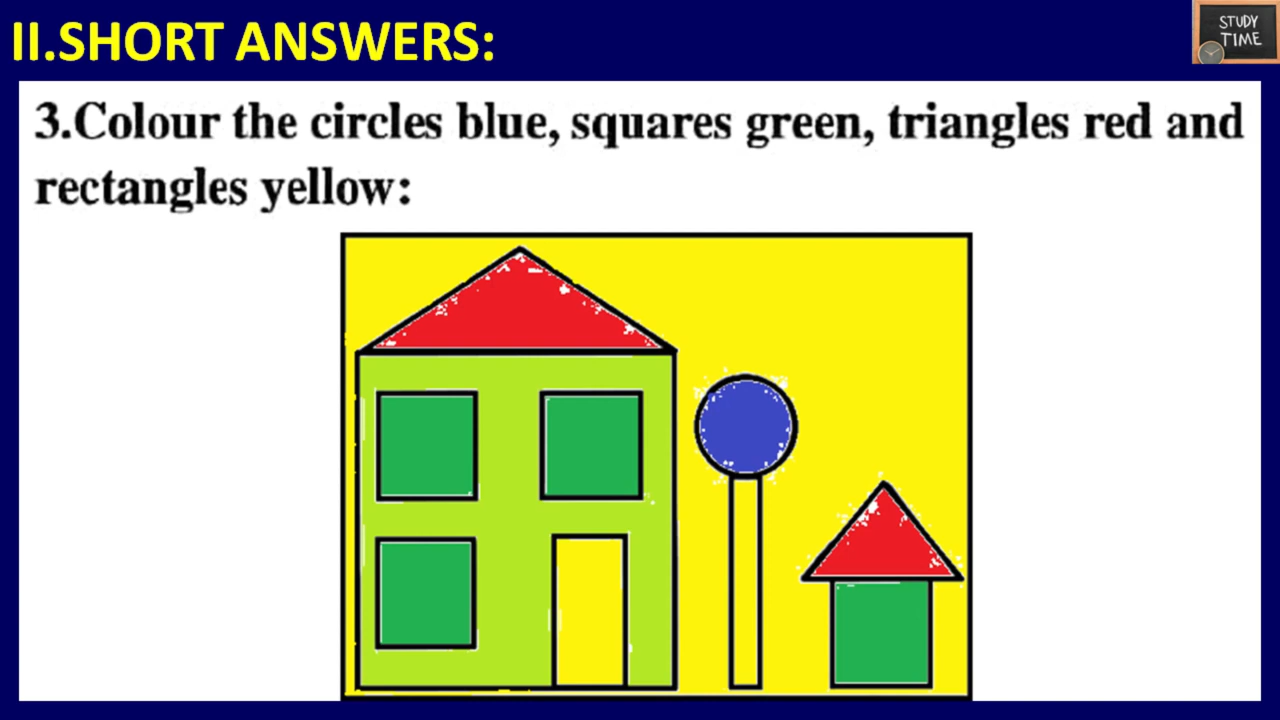 II.SHORT ANSWERS:
STUDY
TIME
3.Colour the circles blue, squares green, triangles red and
rectangles yellow: